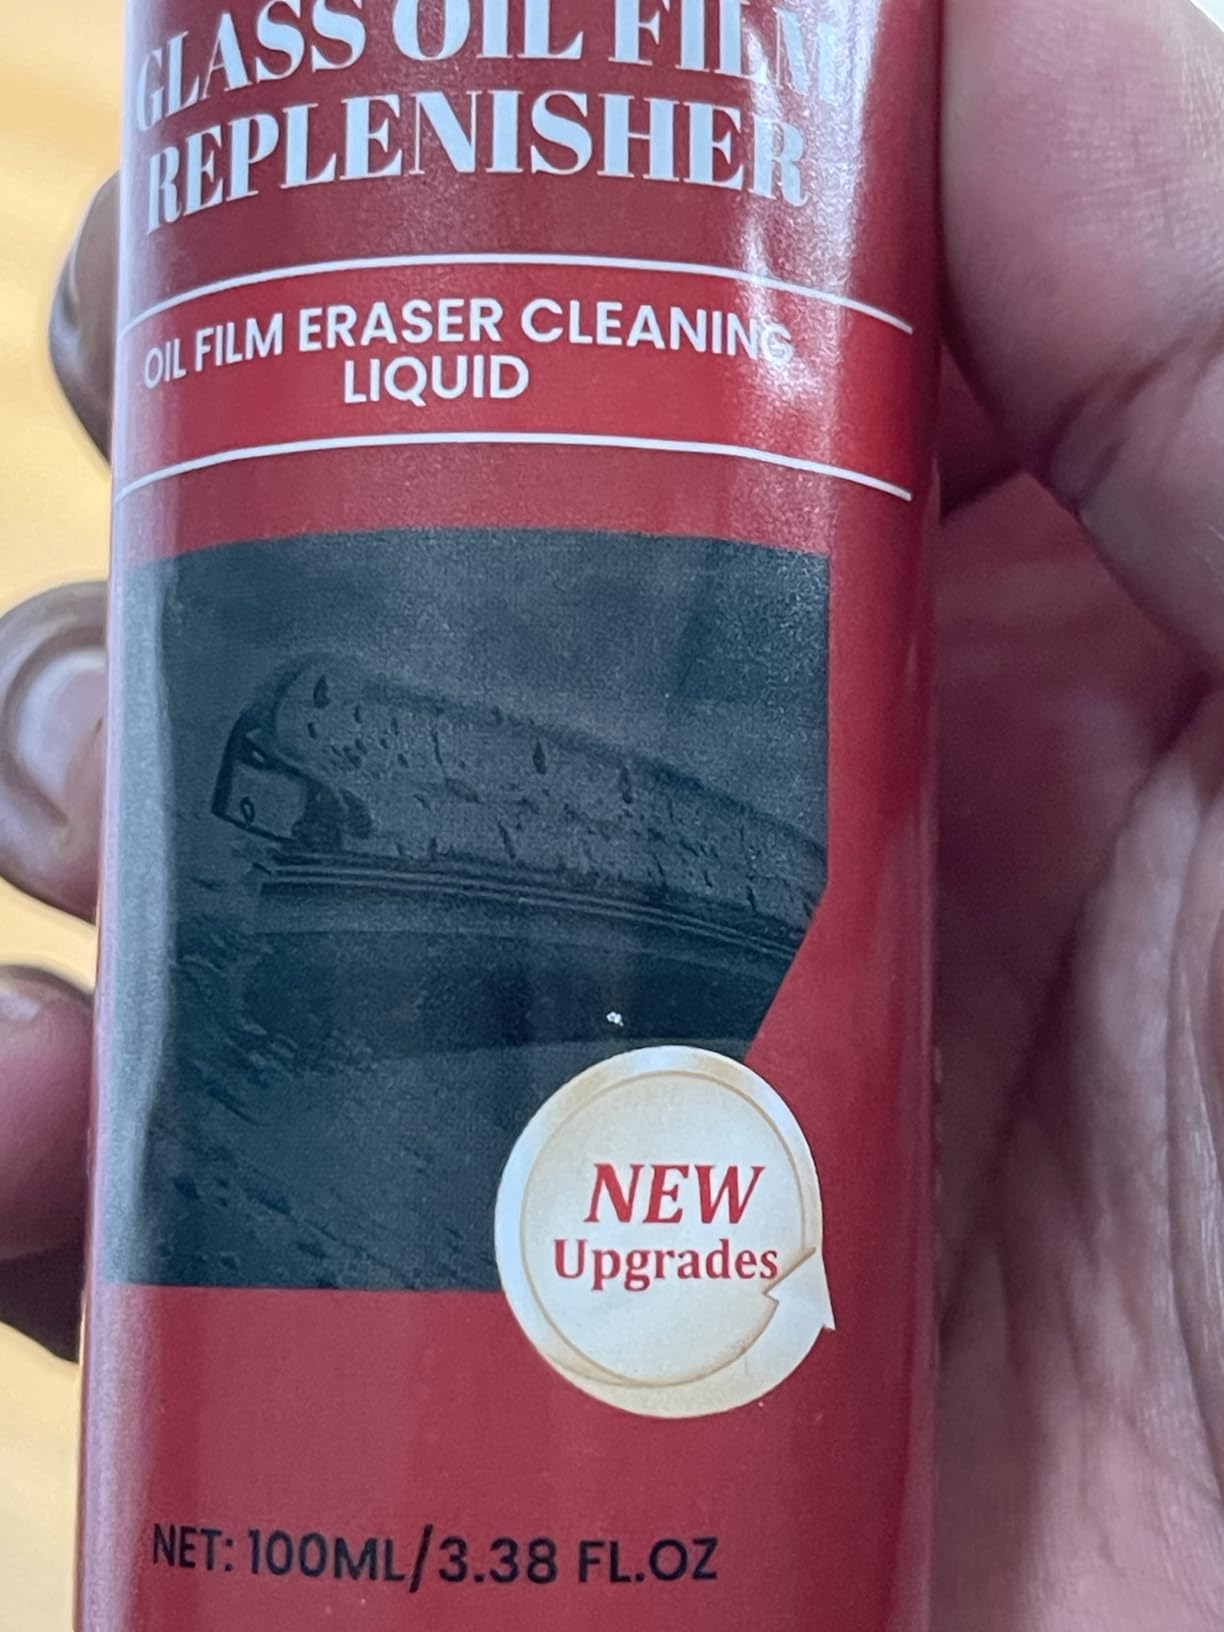 GLASS OIL FILM
REPLENISHER
OIL FILM ERASER CLEANING
LIQUID
NEW
Upgrades
NET: 100ML/3.38 FL.OZ